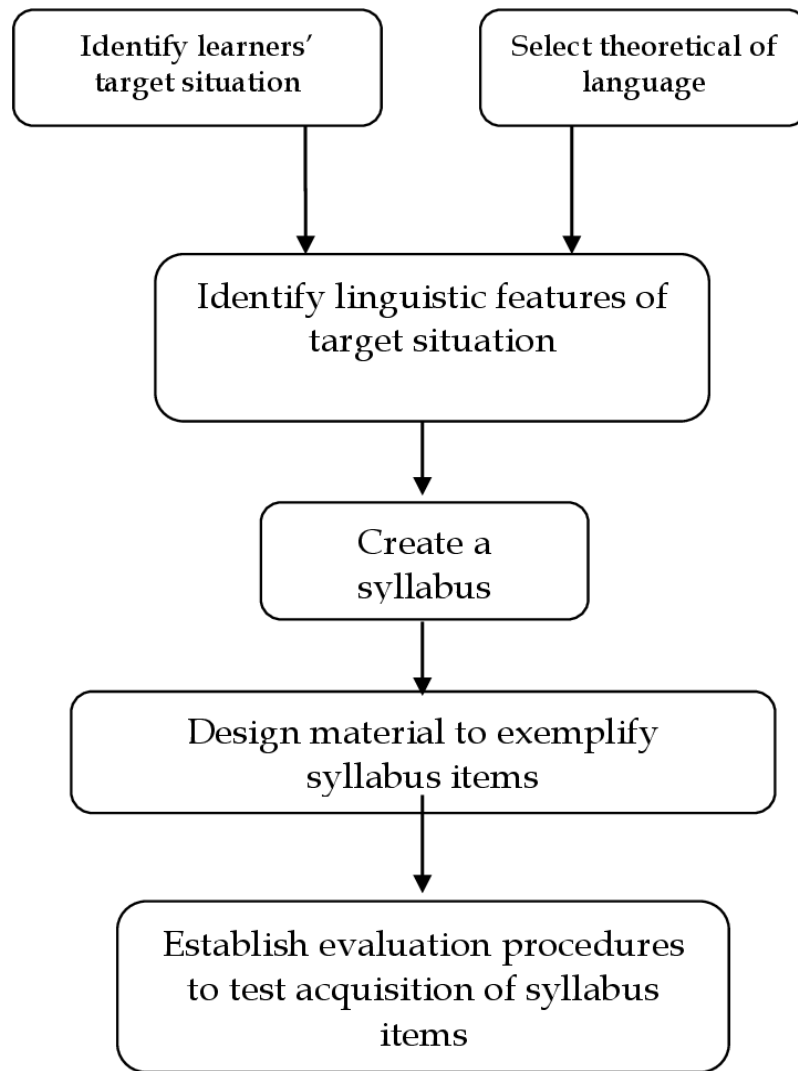 Identify learners’
target situation
Select theoretical of
language
Identify linguistic features of
target situation
Create a
syllabus
Design material to exemplify
syllabus items
Establish evaluation procedures
to test acquisition of syllabus
items